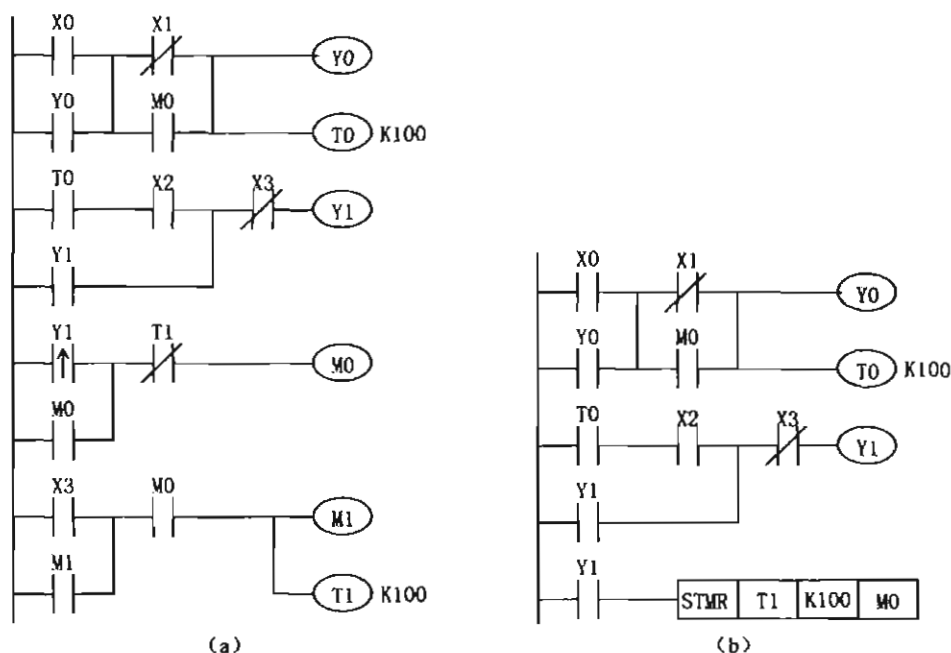 X0 X1
Y0
Y0 M0
T0 K100
T0 X2 X3
Y1
Y1
Y1 T1
M0
M0
X3 M0
M1
M1
T1 K100
(a)
X0 X1
Y0
Y0 M0
T0 K100
T0 X2 X3
Y1
Y1
Y1
STMR T1 K100 M0
(b)